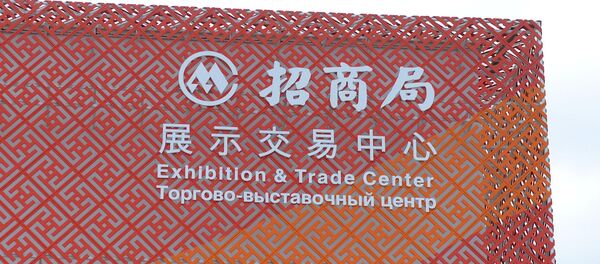 招商局
展示交易中心
Exhibition & Trade Center
Торгово-выставочный центр